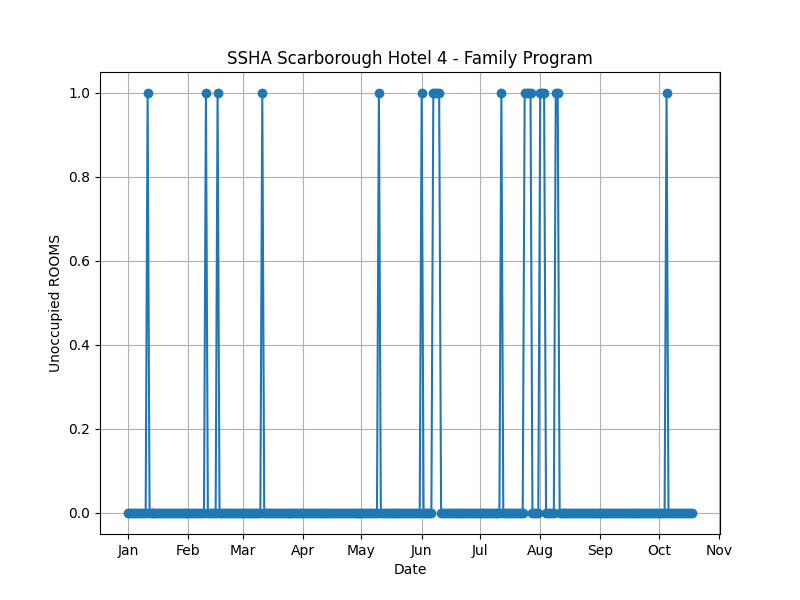 SSHA Scarborough Hotel 4 - Family Program
1.0
0.8
0.6
0.4
0.2
0.0
Unoccupied ROOMS
Jan Feb Mar Apr May Jun Jul Aug Sep Oct Nov
Date